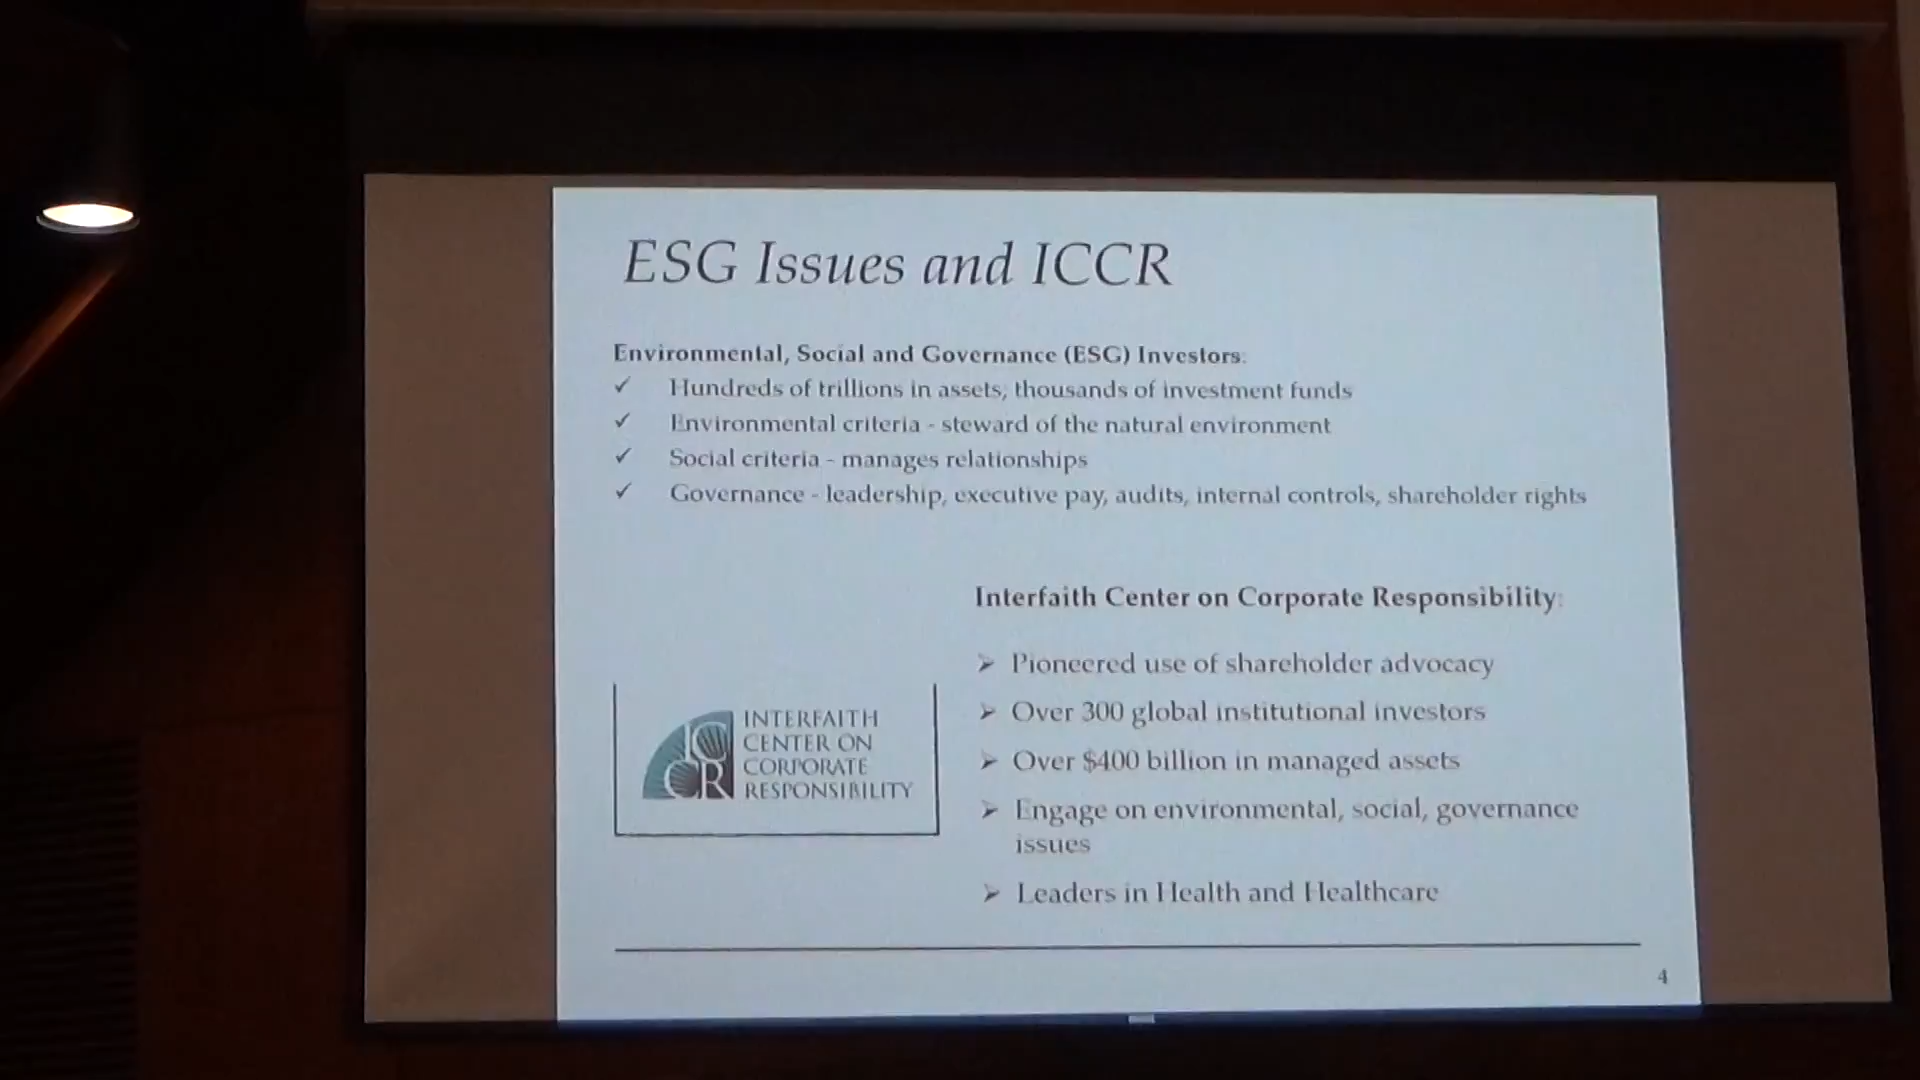 ESG Issues and ICCR
Environmental, Social and Governance (ESG) Investors:
✓ Hundreds of trillions in assets; thousands of investment funds
✓ Environmental criteria - steward of the natural environment
✓ Social criteria - manages relationships
✓ Governance - leadership, executive pay, audits, internal controls, shareholder rights
Interfaith Center on Corporate Responsibility:
➢ Pioneered use of shareholder advocacy
➢ Over 300 global institutional investors
➢ Over $400 billion in managed assets
➢ Engage on environmental, social, governance
issues
➢ Leaders in Health and Healthcare
IC
CR
INTERFAITH
CENTER ON
CORPORATE
RESPONSIBILITY
4